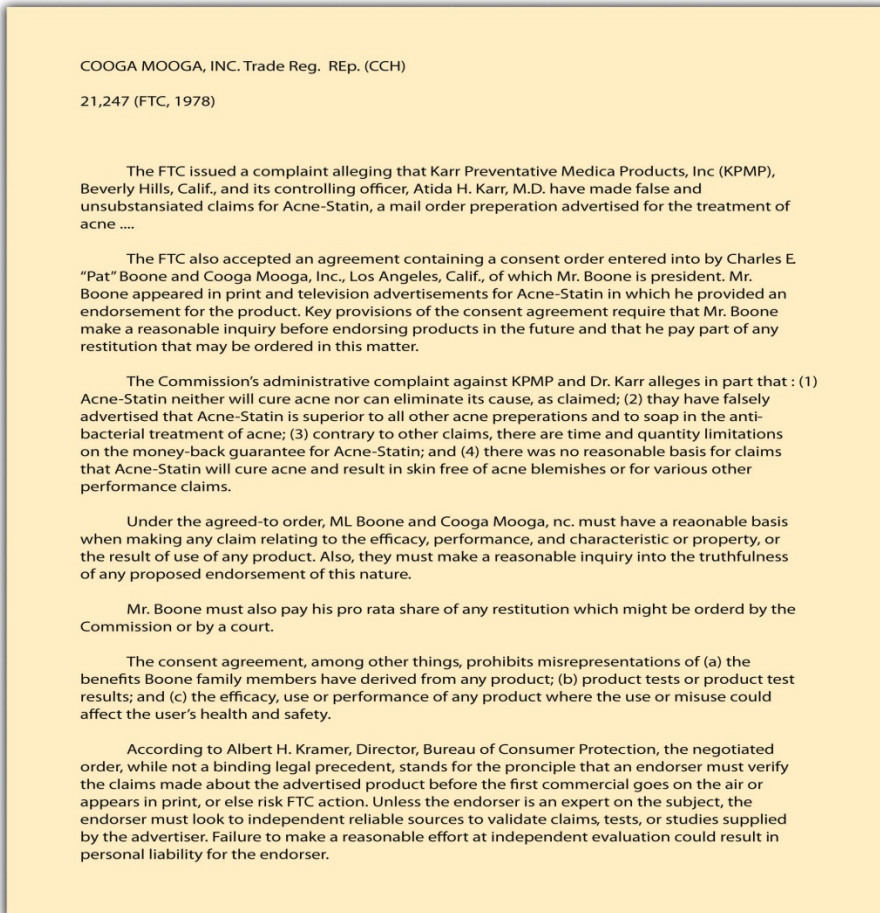 COOGA MOOGA, INC. Trade Reg. REp. (CCH)
21,247 (FTC, 1978)
The FTC issued a complaint alleging that Karr Preventative Medica Products, Inc (KPMP),
Beverly Hills, Calif., and its controlling officer, Atida H. Karr, M.D. have made false and
unsubstansiated claims for Acne-Statin, a mail order preperation advertised for the treatment of
acne ....
The FTC also accepted an agreement containing a consent order entered into by Charles E.
“Pat” Boone and Cooga Mooga, Inc., Los Angeles, Calif., of which Mr. Boone is president. Mr.
Boone appeared in print and television advertisements for Acne-Statin in which he provided an
endorsement for the product. Key provisions of the consent agreement require that Mr. Boone
make a reasonable inquiry before endorsing products in the future and that he pay part of any
restitution that may be ordered in this matter.
The Commission’s administrative complaint against KPMP and Dr. Karr alleges in part that : (1)
Acne-Statin neither will cure acne nor can eliminate its cause, as claimed; (2) thay have falsely
advertised that Acne-Statin is superior to all other acne preperations and to soap in the anti-
bacterial treatment of acne; (3) contrary to other claims, there are time and quantity limitations
on the money-back guarantee for Acne-Statin; and (4) there was no reasonable basis for claims
that Acne-Statin will cure acne and result in skin free of acne blemishes or for various other
performance claims.
Under the agreed-to order, ML Boone and Cooga Mooga, nc. must have a reaonable basis
when making any claim relating to the efficacy, performance, and characteristic or property, or
the result of use of any product. Also, they must make a reasonable inquiry into the truthfulness
of any proposed endorsement of this nature.
Mr. Boone must also pay his pro rata share of any restitution which might be orderd by the
Commission or by a court.
The consent agreement, among other things, prohibits misrepresentations of (a) the
benefits Boone family members have derived from any product; (b) product tests or product test
results; and (c) the efficacy, use or performance of any product where the use or misuse could
affect the user’s health and safety.
According to Albert H. Kramer, Director, Bureau of Consumer Protection, the negotiated
order, while not a binding legal precedent, stands for the pronciple that an endorser must verify
the claims made about the advertised product before the first commercial goes on the air or
appears in print, or else risk FTC action. Unless the endorser is an expert on the subject, the
endorser must look to independent reliable sources to validate claims, tests, or studies supplied
by the advertiser. Failure to make a reasonable effort at independent evaluation could result in
personal liability for the endorser.